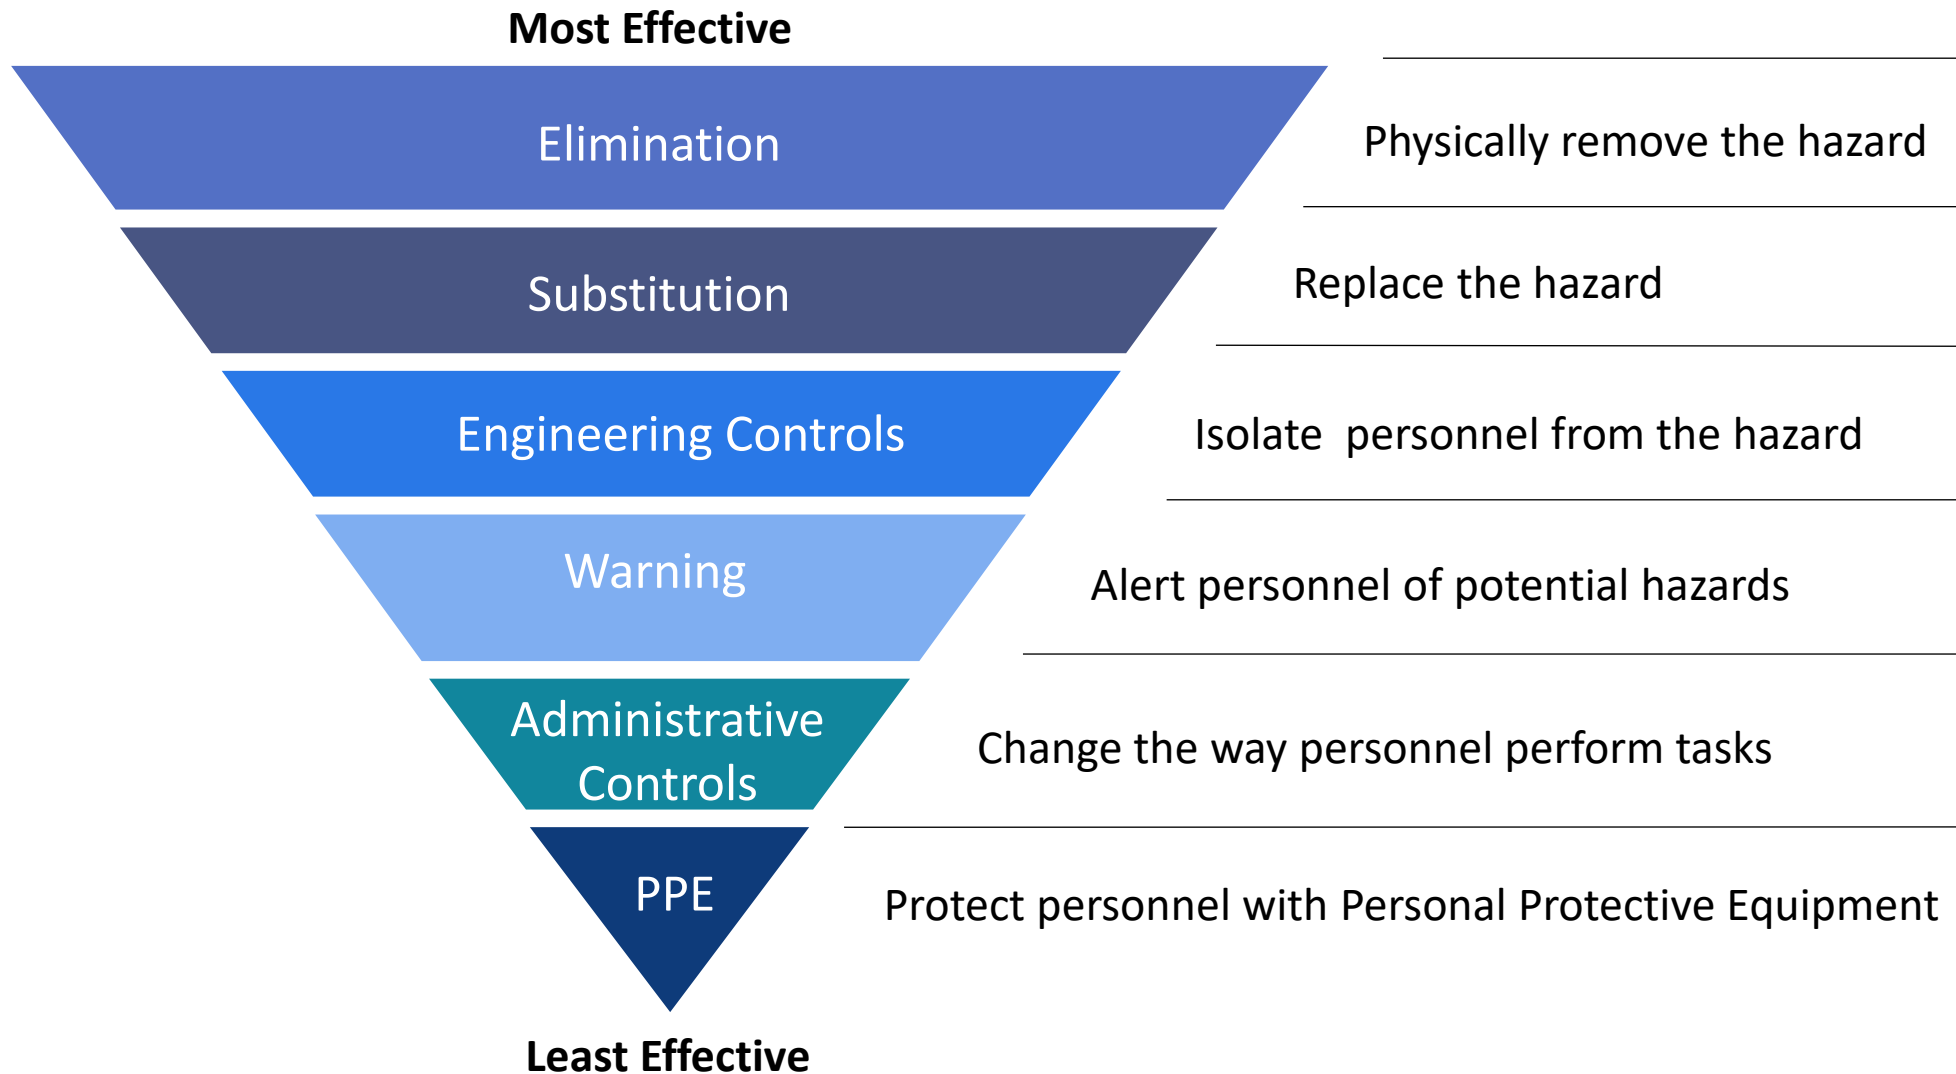 Most Effective
Elimination
Physically remove the hazard
Substitution
Replace the hazard
Engineering Controls
Isolate  personnel from the hazard
Warning
Alert personnel of potential hazards
Administrative
Controls
Change the way personnel perform tasks
PPE
Protect personnel with Personal Protective Equipment
Least Effective